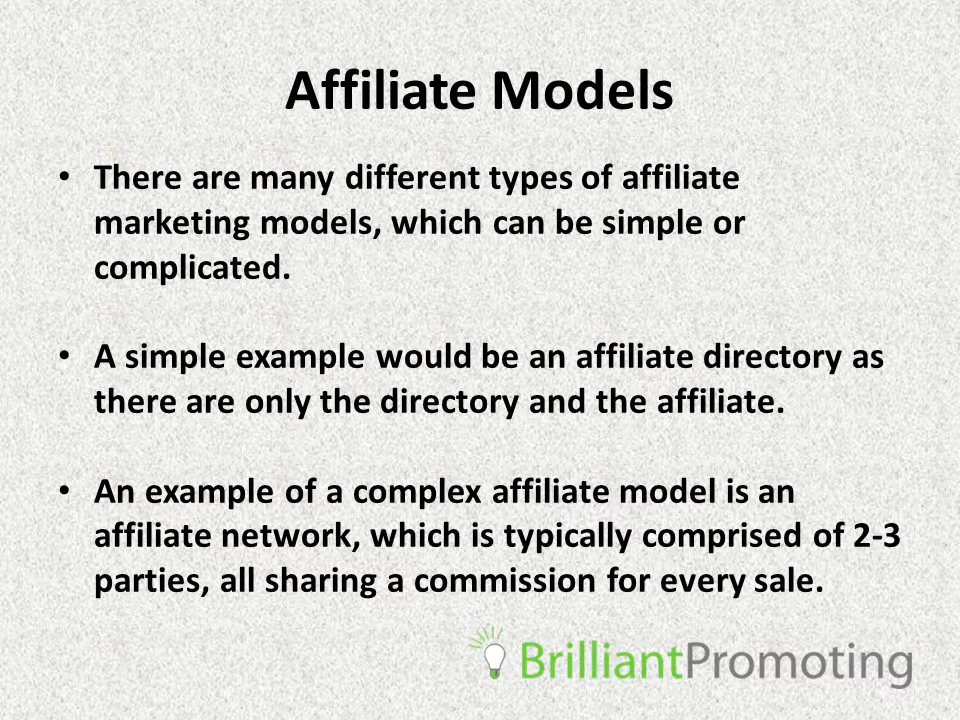 Affiliate Models
• There are many different types of affiliate
marketing models, which can be simple or
complicated.
• A simple example would be an affiliate directory as
there are only the directory and the affiliate.
• An example of a complex affiliate model is an
affiliate network, which is typically comprised of 2-3
parties, all sharing a commission for every sale.
BrilliantPromoting